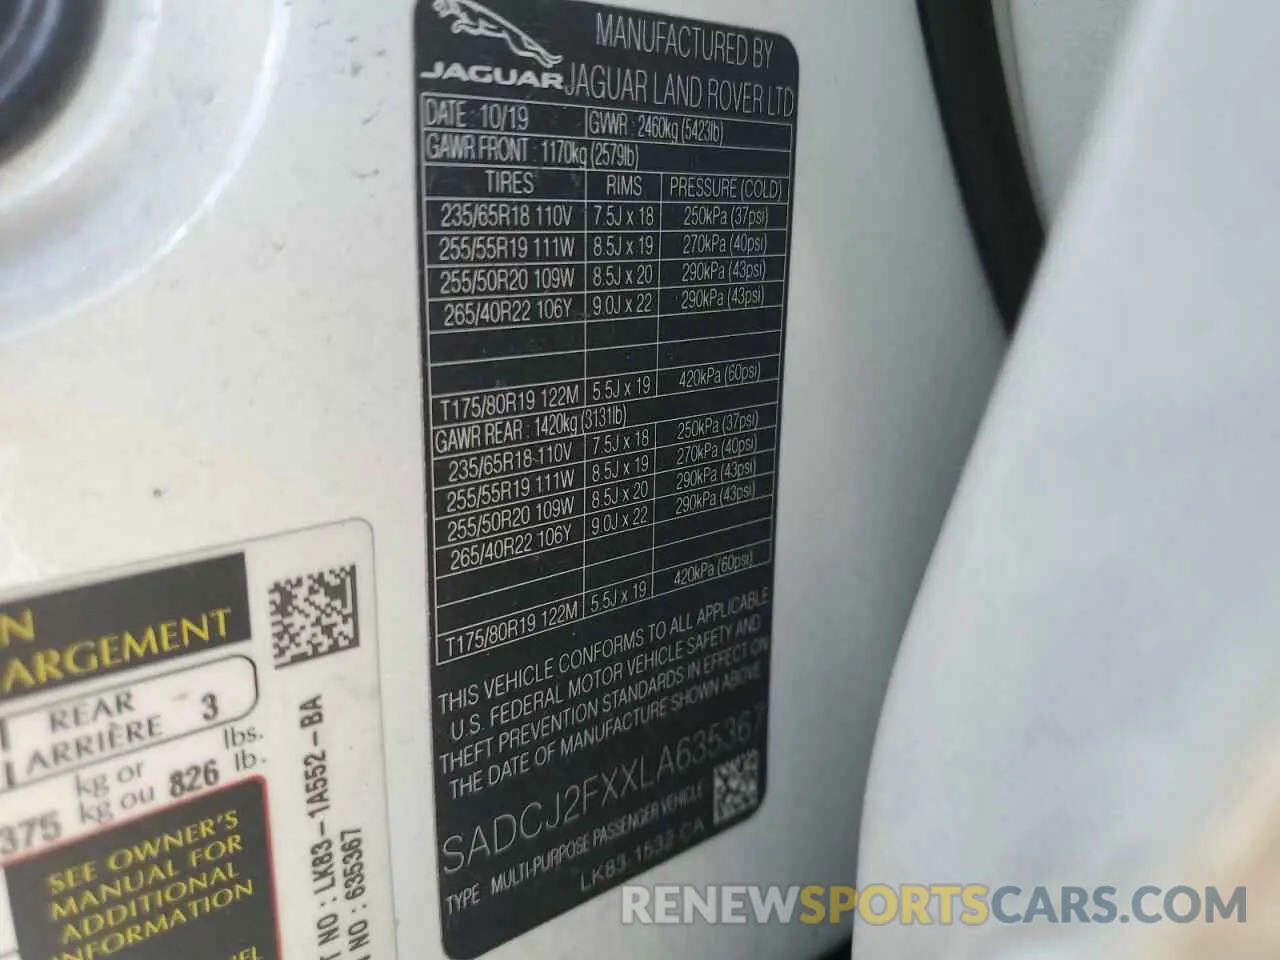 MANUFACTURED BY
JAGUAR JAGUAR LAND ROVER LTD
DATE : 10/19 GVWR : 2460kg (5423lb)
GAWR FRONT : 1170kg (2579lb)
TIRES RIMS PRESSURE (COLD)
235/65R18 110V 7.5J x 18 250kPa (37psi)
255/55R19 111W 8.5J x 19 270kPa (40psi)
255/50R20 109W 8.5J x 20 290kPa (43psi)
265/40R22 106Y 9.0J x 22 290kPa (43psi)
T175/80R19 122M 5.5J x 19 420kPa (60psi)
GAWR REAR : 1420kg (3131lb)
235/65R18 110V 7.5J x 18 250kPa (37psi)
255/55R19 111W 8.5J x 19 270kPa (40psi)
255/50R20 109W 8.5J x 20 290kPa (43psi)
265/40R22 106Y 9.0J x 22 290kPa (43psi)
T175/80R19 122M 5.5J x 19 420kPa (60psi)
THIS VEHICLE CONFORMS TO ALL APPLICABLE
U.S. FEDERAL MOTOR VEHICLE SAFETY AND
THEFT PREVENTION STANDARDS IN EFFECT ON
THE DATE OF MANUFACTURE SHOWN ABOVE
SADCJ2FXXLA635367
TYPE MULTI-PURPOSE PASSENGER VEHICLE
LK83-1532-CA
N
ARGEMENT
REAR
ARRIÈRE 3
kg or lbs.
375 kg ou 826 lb.
SEE OWNER'S
MANUAL FOR
ADDITIONAL
INFORMATION
T NO : LK83-1A552-BA
N : 635367
RENEWSPORTSCARS.COM